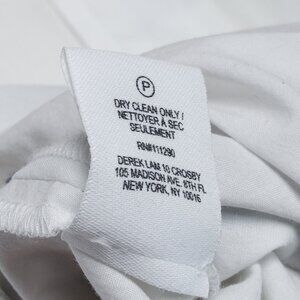 P
DRY CLEAN ONLY /
NETTOYER À SEC
SEULEMENT
RN#111290
DEREK LAM 10 CROSBY
105 MADISON AVE. 8TH FL
NEW YORK, NY 10016